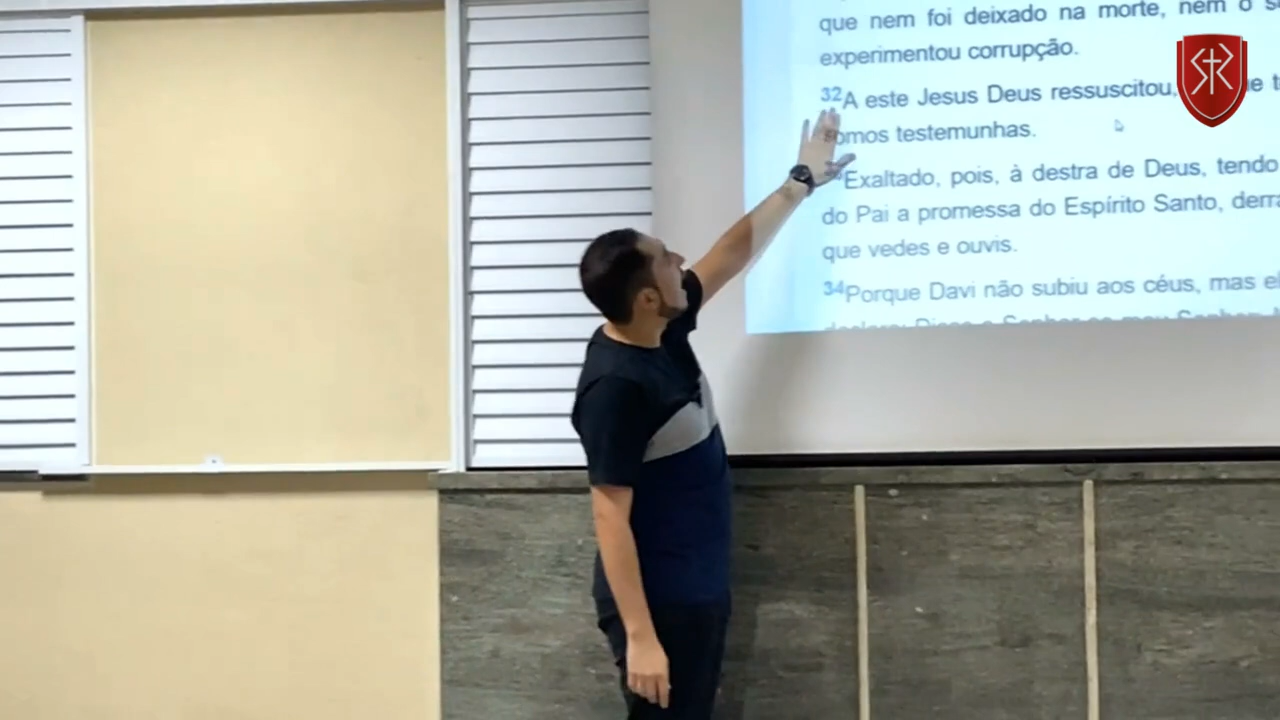 que nem foi deixado na morte, nem o
experimentou corrupção.
32A este Jesus Deus ressuscitou,
somos testemunhas.
Exaltado, pois, à destra de Deus, tendo
do Pai a promessa do Espírito Santo,
que vedes e ouvis.
34Porque Davi não subiu aos céus, mas